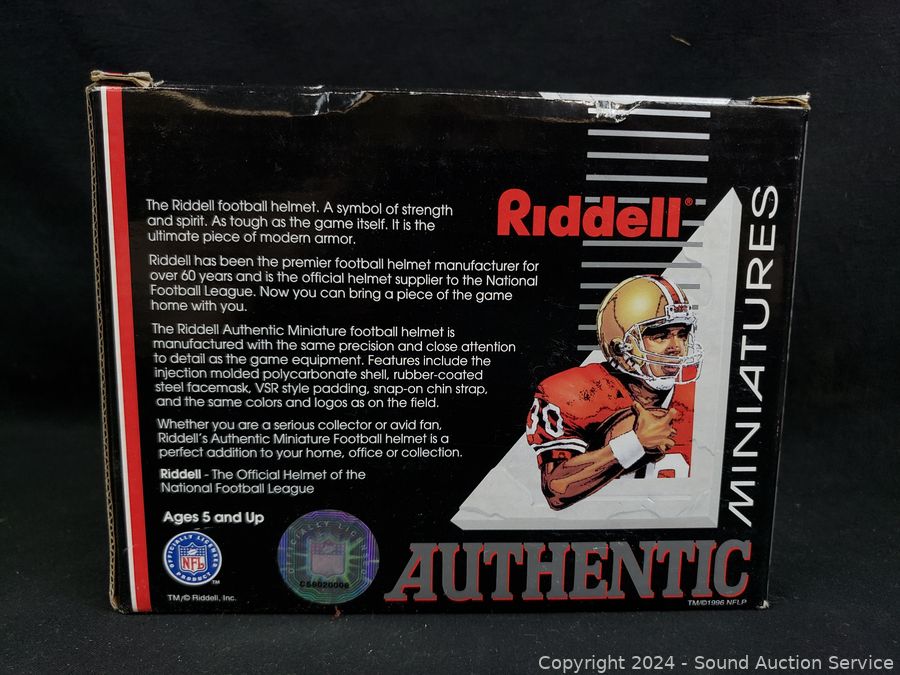 The Riddell football helmet. A symbol of strength
and spirit. As tough as the game itself. It is the
ultimate piece of modern armor.
Riddell has been the premier football helmet manufacturer for
over 60 years and is the official helmet supplier to the National
Football League. Now you can bring a piece of the game
home with you.
The Riddell Authentic Miniature football helmet is
manufactured with the same precision and close attention
to detail as the game equipment. Features include the
injection molded polycarbonate shell, rubber-coated
steel facemask, VSR style padding, snap-on chin strap,
and the same colors and logos as on the field.
Whether you are a serious collector or avid fan,
Riddell's Authentic Miniature Football helmet is a
perfect addition to your home, office or collection.
Riddell - The Official Helmet of the
National Football League
Ages 5 and Up
OFFICIALLY LICENSED
NFL
PRODUCT
TM
TM/© Riddell, Inc.
Riddell®
30
MINIATURES
AUTHENTIC
TM/©1996 NFLP
Copyright 2024 - Sound Auction Service